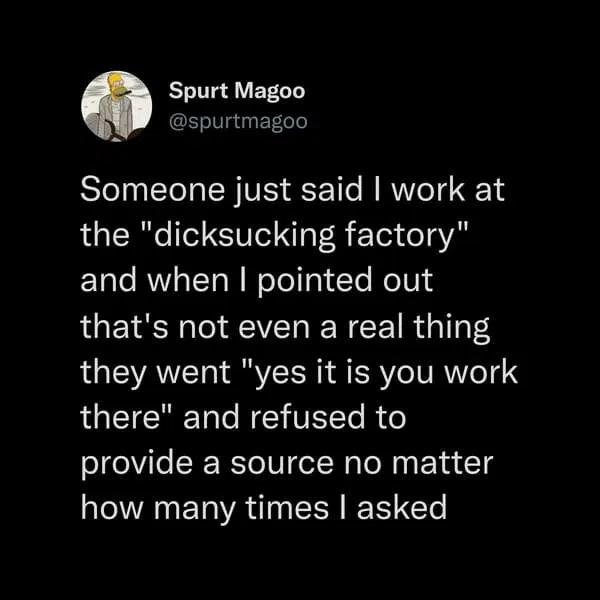 Spurt Magoo
@spurtmagoo
Someone just said I work at
the "dicksucking factory"
and when I pointed out
that's not even a real thing
they went "yes it is you work
there" and refused to
provide a source no matter
how many times I asked